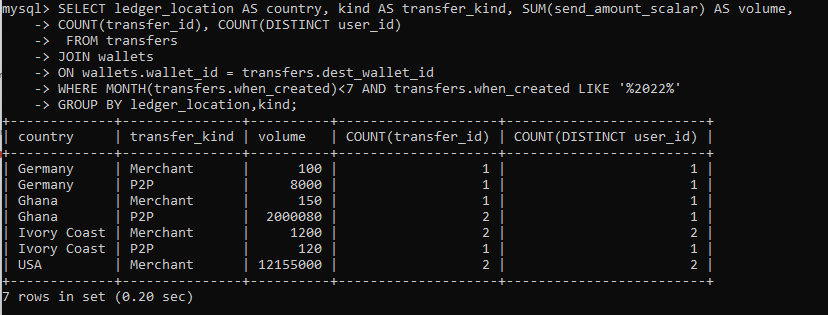 mysql> SELECT ledger_location AS country, kind AS transfer_kind, SUM(send_amount_scalar) AS volume,
    -> COUNT(transfer_id), COUNT(DISTINCT user_id)
    ->  FROM transfers
    -> JOIN wallets
    -> ON wallets.wallet_id = transfers.dest_wallet_id
    -> WHERE MONTH(transfers.when_created)<7 AND transfers.when_created LIKE '%2022%'
    -> GROUP BY ledger_location,kind;
+-------------+---------------+----------+--------------------+-------------------------+
| country     | transfer_kind | volume   | COUNT(transfer_id) | COUNT(DISTINCT user_id) |
+-------------+---------------+----------+--------------------+-------------------------+
| Germany     | Merchant      |      100 |                  1 |                       1 |
| Germany     | P2P           |     8000 |                  1 |                       1 |
| Ghana       | Merchant      |      150 |                  1 |                       1 |
| Ghana       | P2P           |  2000080 |                  2 |                       1 |
| Ivory Coast | Merchant      |     1200 |                  2 |                       2 |
| Ivory Coast | P2P           |      120 |                  1 |                       1 |
| USA         | Merchant      | 12155000 |                  2 |                       2 |
+-------------+---------------+----------+--------------------+-------------------------+
7 rows in set (0.20 sec)